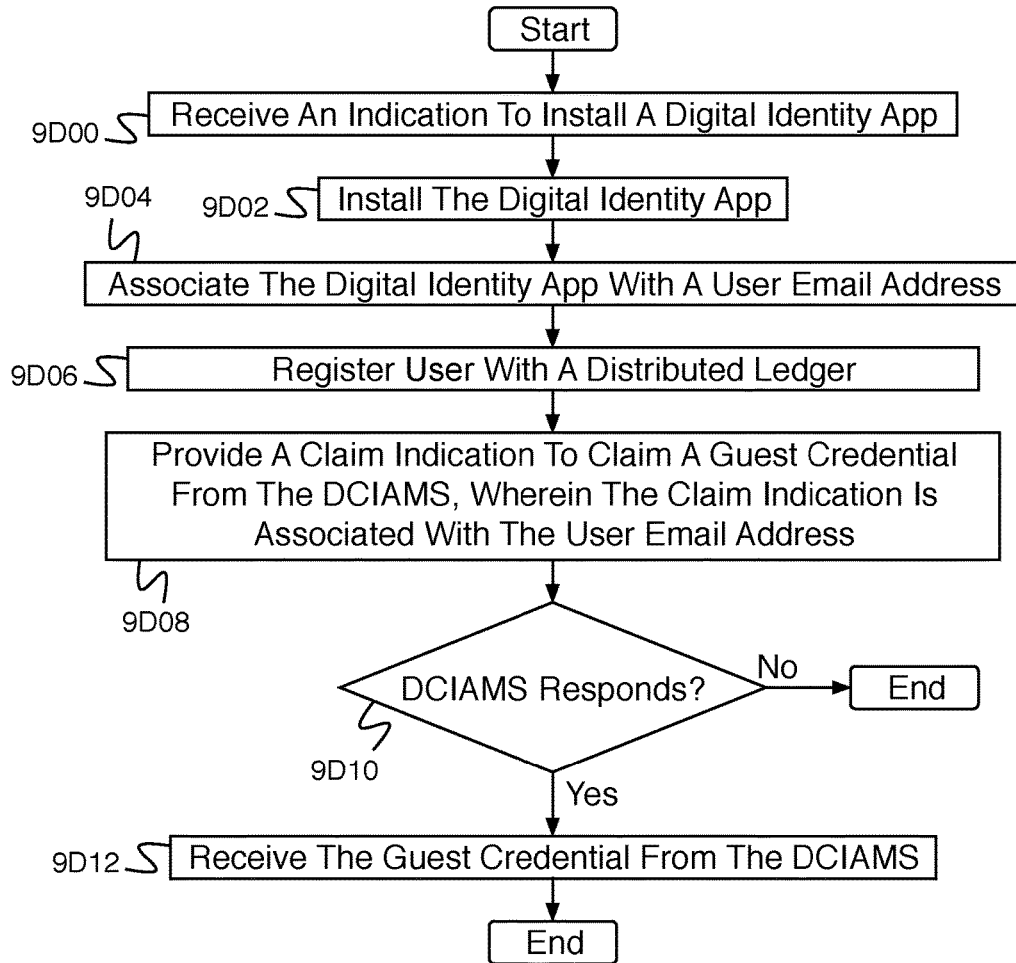 Start
9D00
Receive An Indication To Install A Digital Identity App
9D04
9D02
Install The Digital Identity App
Associate The Digital Identity App With A User Email Address
9D06
Register User With A Distributed Ledger
Provide A Claim Indication To Claim A Guest Credential
From The DCIAMS, Wherein The Claim Indication Is
Associated With The User Email Address
9D08
DCIAMS Responds?
No
End
9D10
Yes
9D12
Receive The Guest Credential From The DCIAMS
End